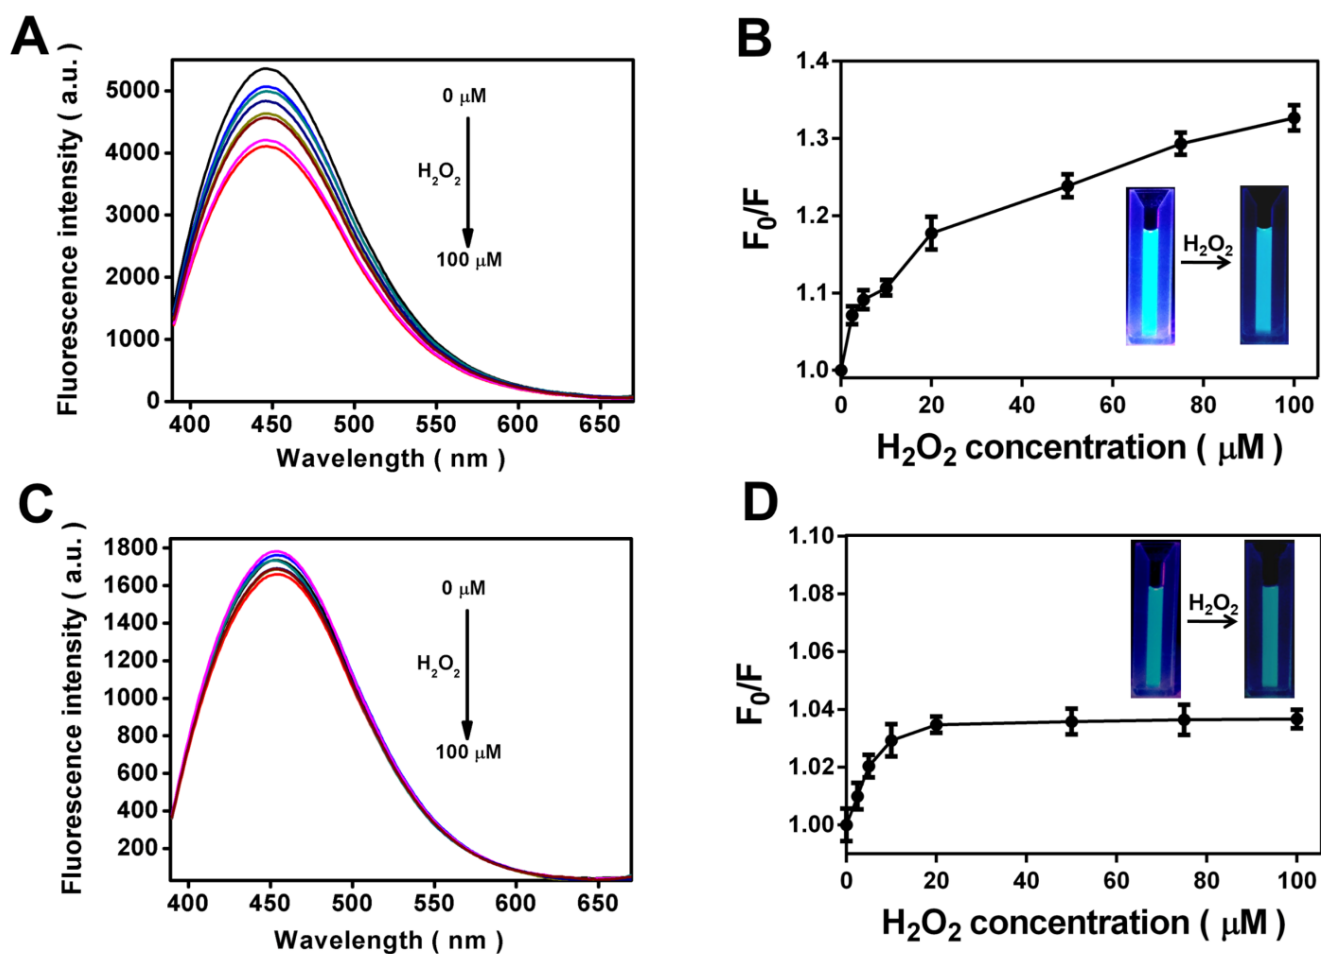 A
Fluorescence intensity ( a.u. )
5000
4000
3000
2000
1000
0
0 μM
H₂O₂
100 μM
400 450 500 550 600 650
Wavelength ( nm )
B
F₀/F
1.4
1.3
1.2
1.1
1.0
H₂O₂
0 20 40 60 80 100
H₂O₂ concentration ( μM )
C
Fluorescence intensity ( a.u. )
1800
1600
1400
1200
1000
800
600
400
200
0 μM
H₂O₂
100 μM
400 450 500 550 600 650
Wavelength ( nm )
D
F₀/F
1.10
1.08
1.06
1.04
1.02
1.00
H₂O₂
0 20 40 60 80 100
H₂O₂ concentration ( μM )